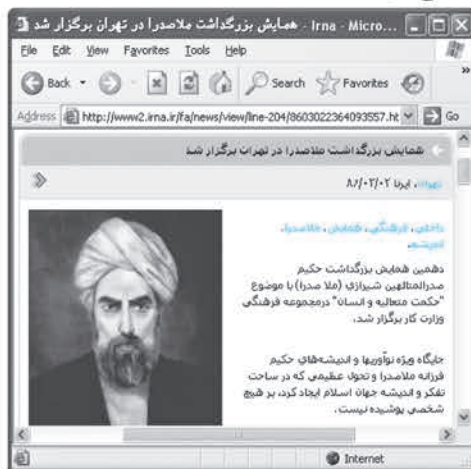 همایش بزرگداشت ملاصدرا در تهران برگزار شد - Irna - Micro...
File Edit View Favorites Tools Help
Back Search Favorites »
Address http://www2.irna.ir/fa/news/view/line-204/8603022364093557.ht Go
همایش بزرگداشت ملاصدرا در تهران برگزار شد
تهران، ایرنا ۸۶/۰۳/۰۲
داخلی. فرهنگی. همایش. ملاصدرا.
اندیشه.
دهمین همایش بزرگداشت حکیم
صدرالمتالهین شیرازی (ملا صدرا) با موضوع
"حکمت متعالیه و انسان" درمجموعه فرهنگی
وزارت کار برگزار شد.
جایگاه ویژه نوآوریها و اندیشه‌های حکیم
فرزانه ملاصدرا و تحول عظیمی که در ساحت
تفکر و اندیشه جهان اسلام ایجاد کرد، بر هیچ
شخصی پوشیده نیست.
Internet